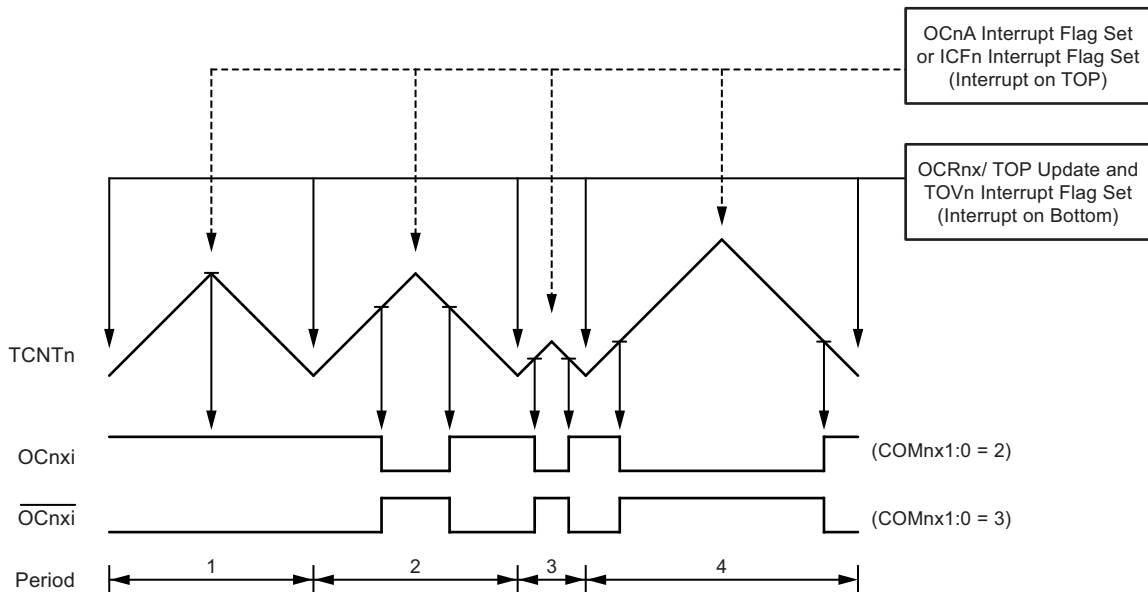 OCnA Interrupt Flag Set
or ICFn Interrupt Flag Set
(Interrupt on TOP)
OCRnx/ TOP Update and
TOVn Interrupt Flag Set
(Interrupt on Bottom)
TCNTn
OCnxi
(COMnx1:0 = 2)
OCnxi
(COMnx1:0 = 3)
Period
1
2
3
4